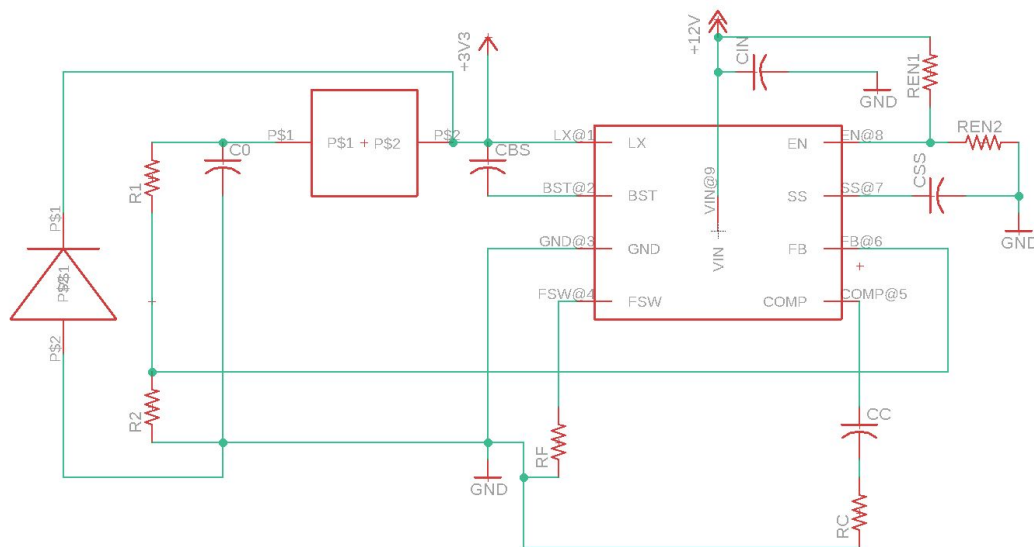 +12V
+3V3
CIN
REN1
GND
P$1
P$1 + P$2
P$2
C0
R1
CBS
LX@1
LX
EN
EN@8
REN2
BST@2
BST
VIN@9
SS
SS@7
CSS
GND
P$1
GND@3
GND
VIN
FB
FB@6
FSW@4
FSW
COMP
COMP@5
P$2
R2
RF
CC
GND
RC